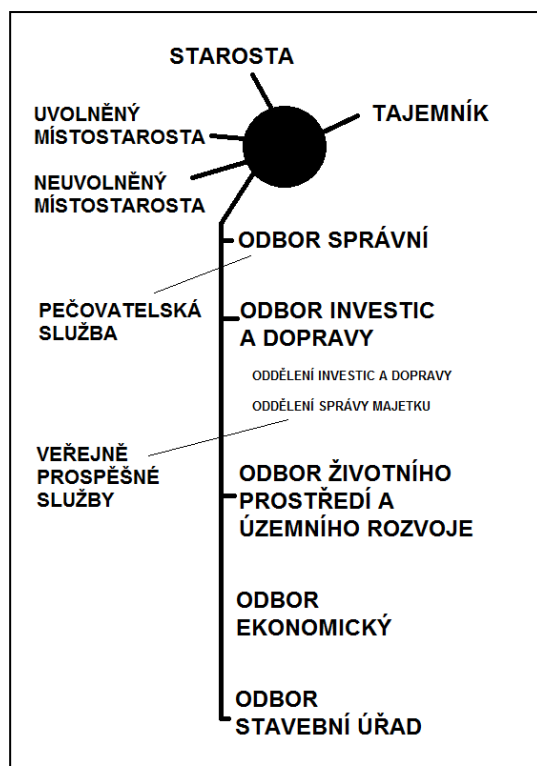 STAROSTA
UVOLNĚNÝ
MÍSTOSTAROSTA
TAJEMNÍK
NEUVOLNĚNÝ
MÍSTOSTAROSTA
ODBOR SPRÁVNÍ
PEČOVATELSKÁ
SLUŽBA
ODBOR INVESTIC
A DOPRAVY
ODDĚLENÍ INVESTIC A DOPRAVY
ODDĚLENÍ SPRÁVY MAJETKU
VEŘEJNĚ
PROSPĚŠNÉ
SLUŽBY
ODBOR ŽIVOTNÍHO
PROSTŘEDÍ A
ÚZEMNÍHO ROZVOJE
ODBOR
EKONOMICKÝ
ODBOR
STAVEBNÍ ÚŘAD